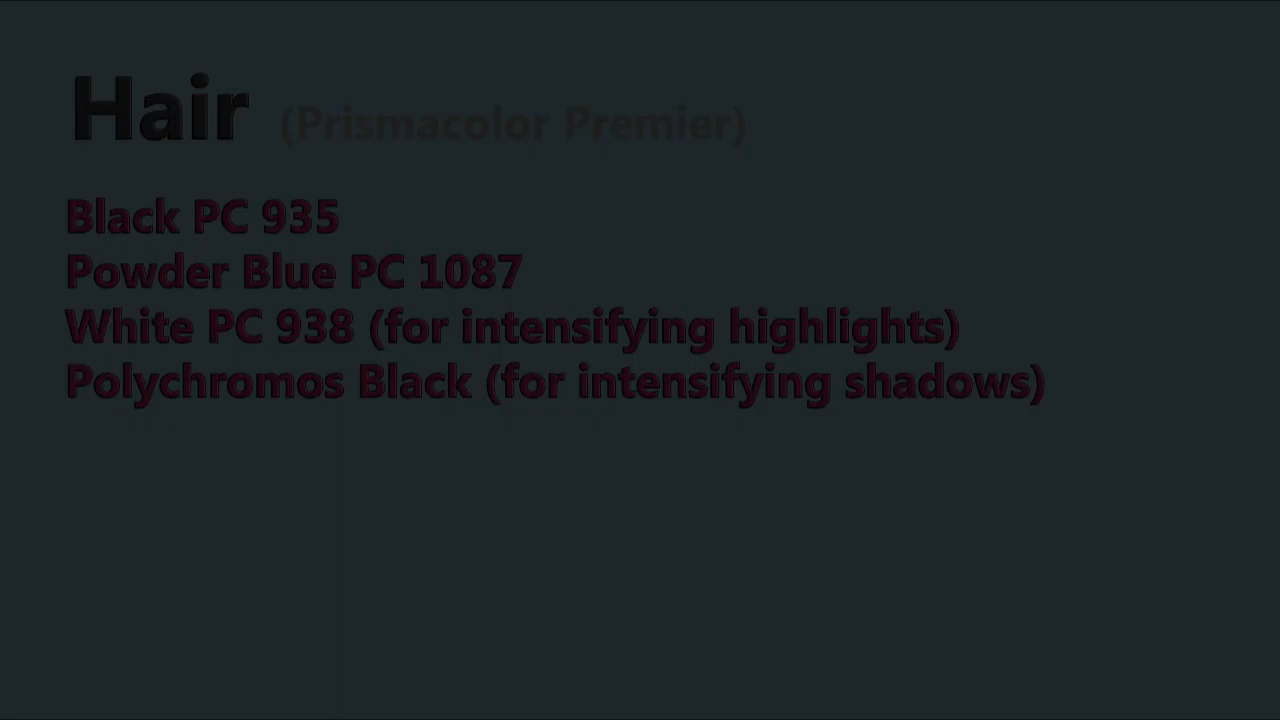 Hair (Prismacolor Premier)
Black PC 935
Powder Blue PC 1087
White PC 938 (for intensifying highlights)
Polychromos Black (for intensifying shadows)